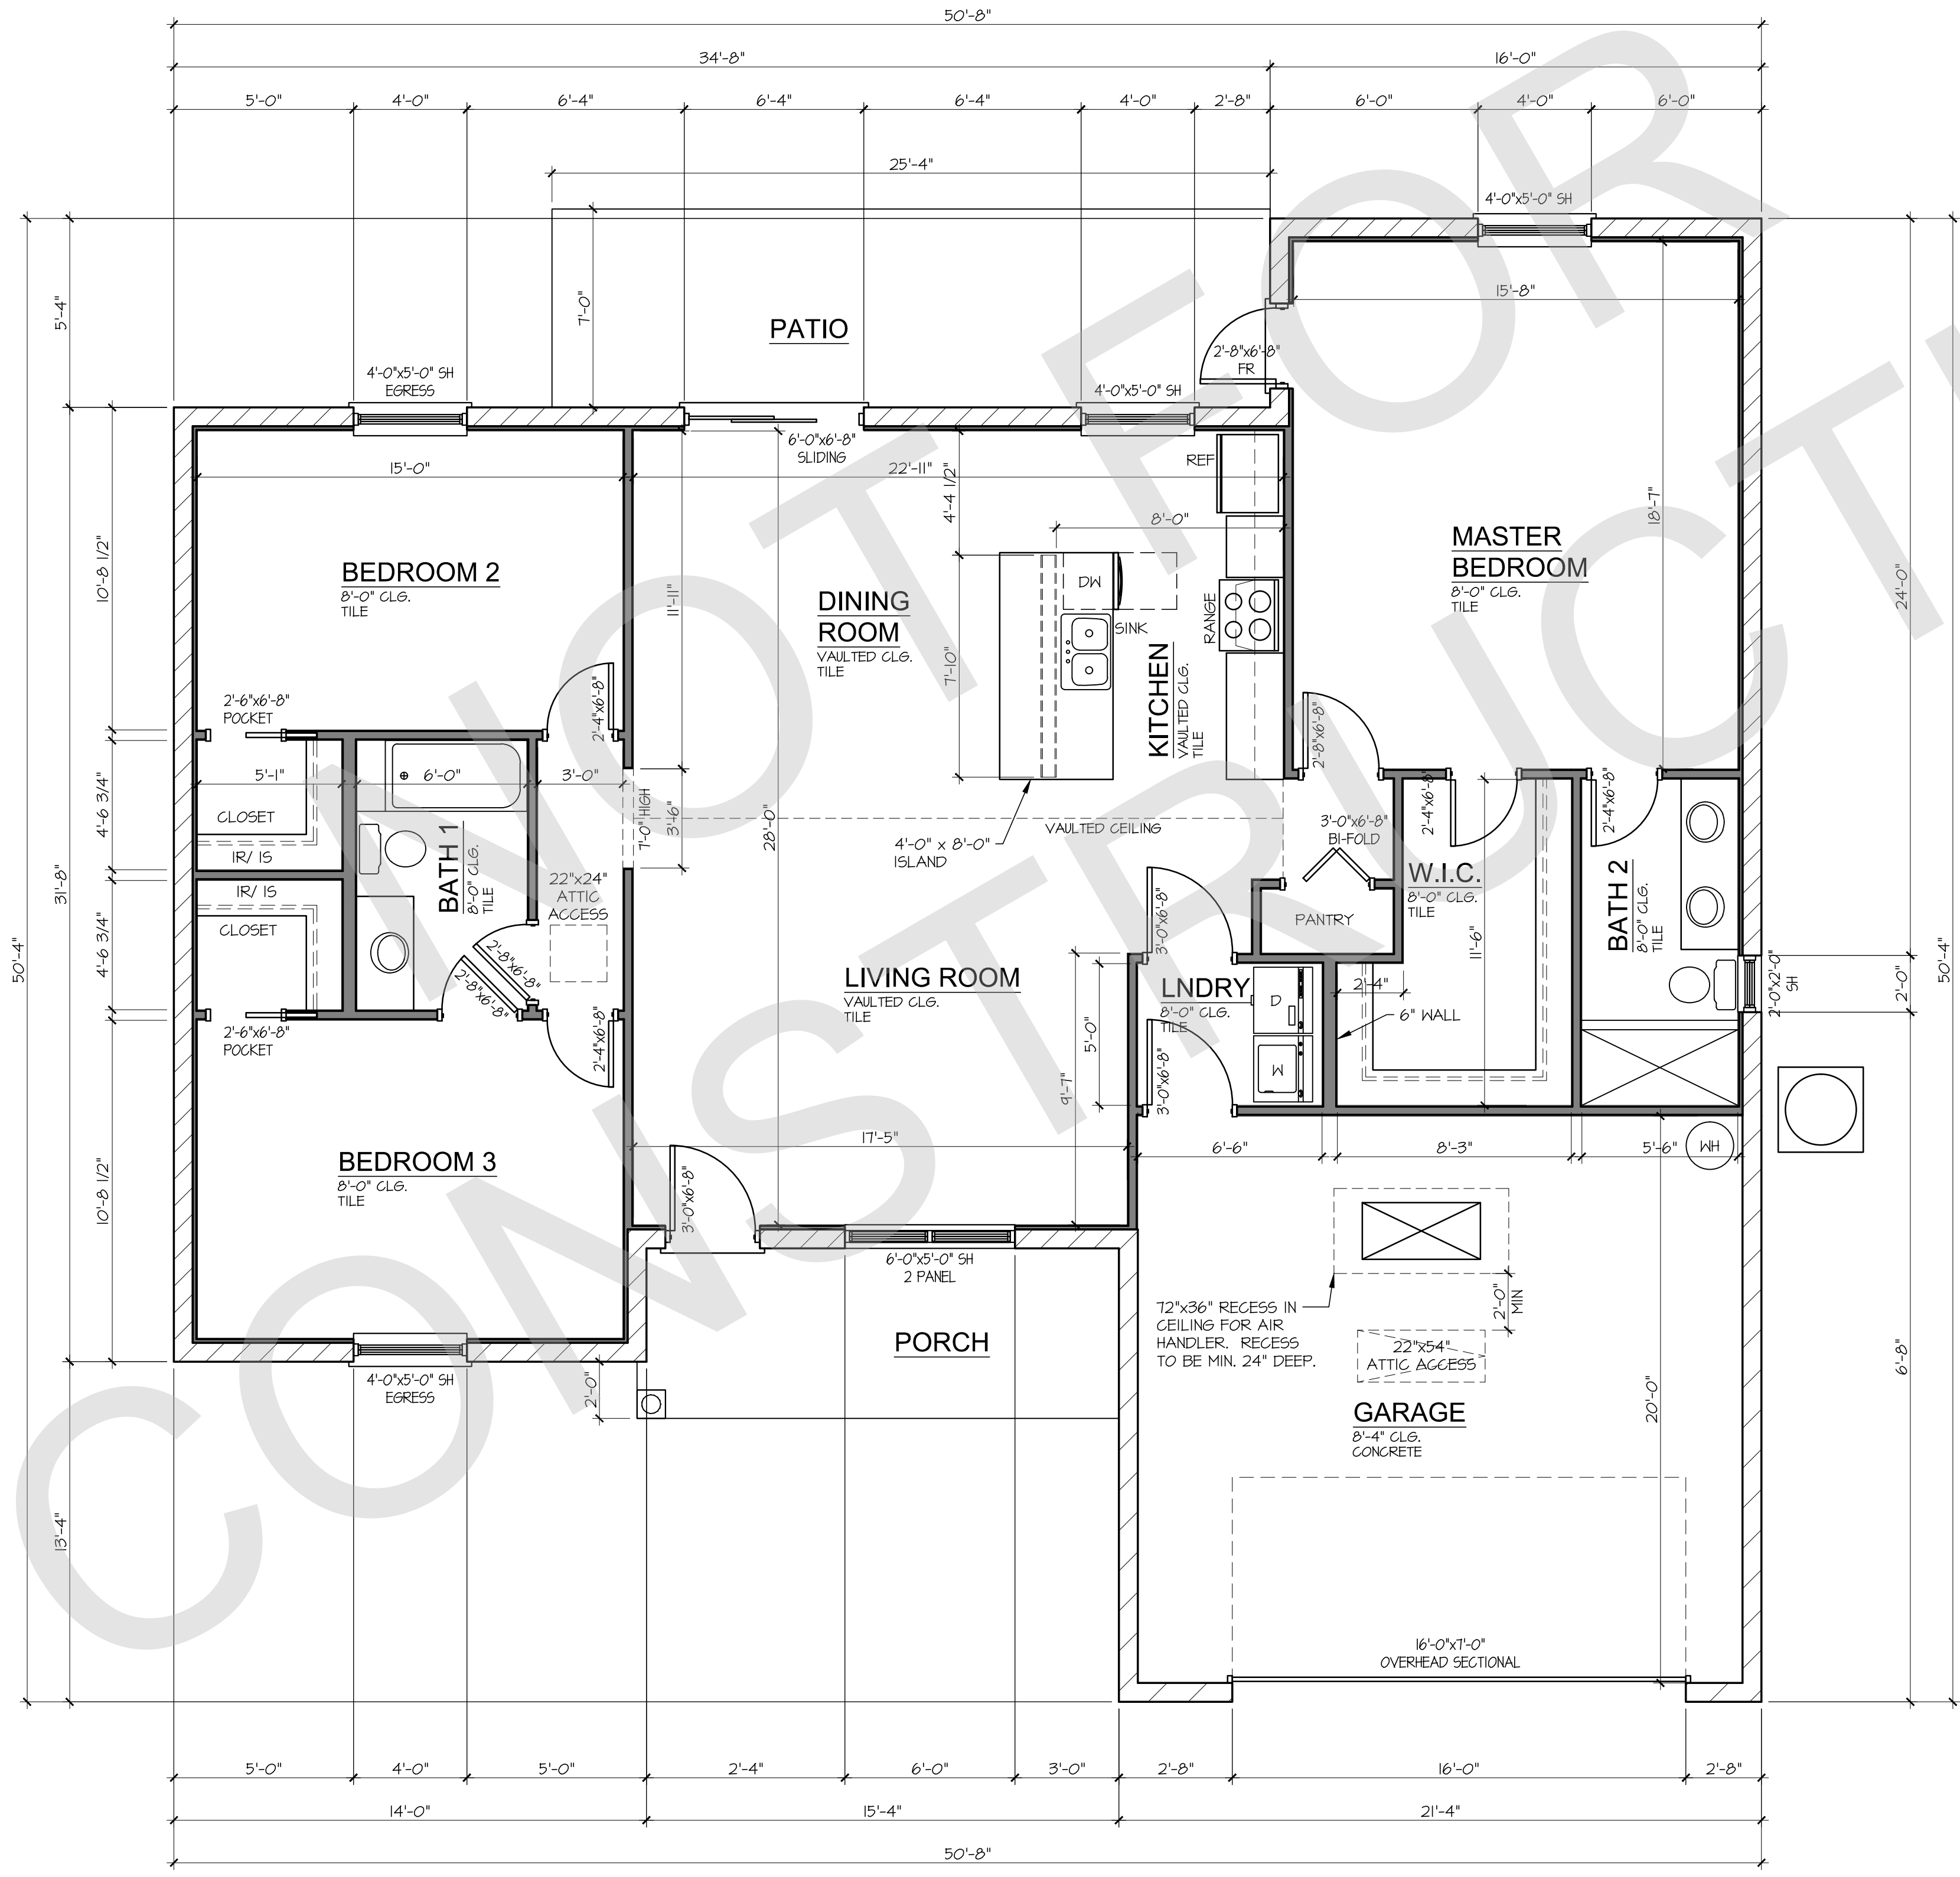 50'-8"
34'-8"
16'-0"
5'-0"
4'-0"
6'-4"
6'-4"
6'-4"
4'-0"
2'-8"
6'-0"
4'-0"
6'-0"
25'-4"
4'-0"x5'-0" SH
5'-4"
7'-0"
PATIO
15'-8"
2'-8"x6'-8"
FR
4'-0"x5'-0" SH
EGRESS
4'-0"x5'-0" SH
6'-0"x6'-8"
SLIDING
15'-0"
22'-11"
4'-4 1/2"
REF
18'-7"
8'-0"
10'-8 1/2"
BEDROOM 2
8'-0" CLG.
TILE
11'-11"
DINING
ROOM
VAULTED CLG.
TILE
DW
SINK
RANGE
7'-10"
KITCHEN
VAULTED CLG.
TILE
MASTER
BEDROOM
8'-0" CLG.
TILE
24'-0"
2'-6"x6'-8"
POCKET
2'-4"x6'-8"
2'-8"x6'-8"
5'-1"
6'-0"
3'-0"
4'-6 3/4"
CLOSET
IR/ IS
7'-0" HIGH
3'-6"
28'-0"
VAULTED CEILING
4'-0" x 8'-0"
ISLAND
3'-0"x6'-8"
BI-FOLD
2'-4"x6'-8"
2'-4"x6'-8"
31'-8"
50'-4"
4'-6 3/4"
IR/ IS
CLOSET
BATH 1
8'-0" CLG.
TILE
22"x24"
ATTIC
ACCESS
2'-8"x6'-8"
2'-8"x6'-8"
W.I.C.
8'-0" CLG.
TILE
11'-6"
BATH 2
8'-0" CLG.
TILE
PANTRY
3'-0"x6'-8"
LIVING ROOM
VAULTED CLG.
TILE
LNDRY
8'-0" CLG.
TILE
D
W
2'-4"
6" WALL
2'-0"x2'-0"
SH
2'-0"
50'-4"
2'-6"x6'-8"
POCKET
2'-4"x6'-8"
5'-0"
9'-7"
3'-0"x6'-8"
17'-5"
6'-6"
8'-3"
5'-6"
WH
10'-8 1/2"
BEDROOM 3
8'-0" CLG.
TILE
3'-0"x6'-8"
6'-0"x5'-0" SH
2 PANEL
72"x36" RECESS IN
CEILING FOR AIR
HANDLER. RECESS
TO BE MIN. 24" DEEP.
2'-0"
MIN
22"x54"
ATTIC ACCESS
PORCH
4'-0"x5'-0" SH
EGRESS
2'-0"
GARAGE
8'-4" CLG.
CONCRETE
20'-0"
6'-8"
13'-4"
16'-0"x7'-0"
OVERHEAD SECTIONAL
5'-0"
4'-0"
5'-0"
2'-4"
6'-0"
3'-0"
2'-8"
16'-0"
2'-8"
14'-0"
15'-4"
21'-4"
50'-8"
NOT FOR
CONSTRUCTI